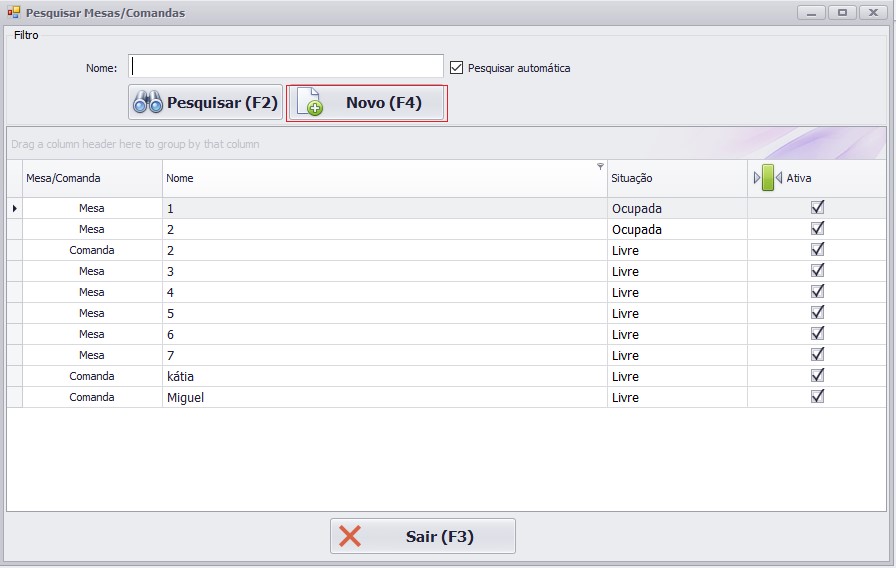 Pesquisar Mesas/Comandas
Filtro
Nome:
Pesquisar automática
Pesquisar (F2)
Novo (F4)
Drag a column header here to group by that column
Mesa/Comanda Nome Situação Ativa
Mesa 1 Ocupada
Mesa 2 Ocupada
Comanda 2 Livre
Mesa 3 Livre
Mesa 4 Livre
Mesa 5 Livre
Mesa 6 Livre
Mesa 7 Livre
Comanda kátia Livre
Comanda Miguel Livre
Sair (F3)